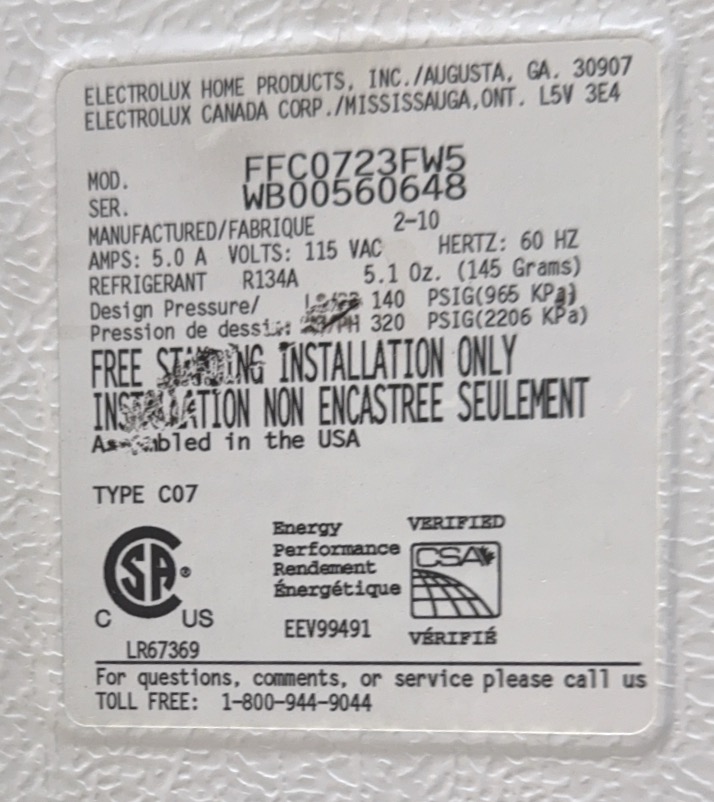 ELECTROLUX HOME PRODUCTS, INC./AUGUSTA, GA. 30907
ELECTROLUX CANADA CORP./MISSISSAUGA,ONT. L5V 3E4
MOD. FFC0723FW5
SER. WB00560648
MANUFACTURED/FABRIQUE 2-10
AMPS: 5.0 A VOLTS: 115 VAC HERTZ: 60 HZ
REFRIGERANT R134A 5.1 Oz. (145 Grams)
Design Pressure/ 140 PSIG(965 KPa)
Pression de dessin: 320 PSIG(2206 KPa)
FREE STANDING INSTALLATION ONLY
INSTALLATION NON ENCASTREE SEULEMENT
Assembled in the USA
TYPE C07
SA ®
C US
LR67369
Energy
Performance
Rendement
Énergétique
EEV99491
VERIFIED
CSA
VÉRIFIÉ
For questions, comments, or service please call us
TOLL FREE: 1-800-944-9044